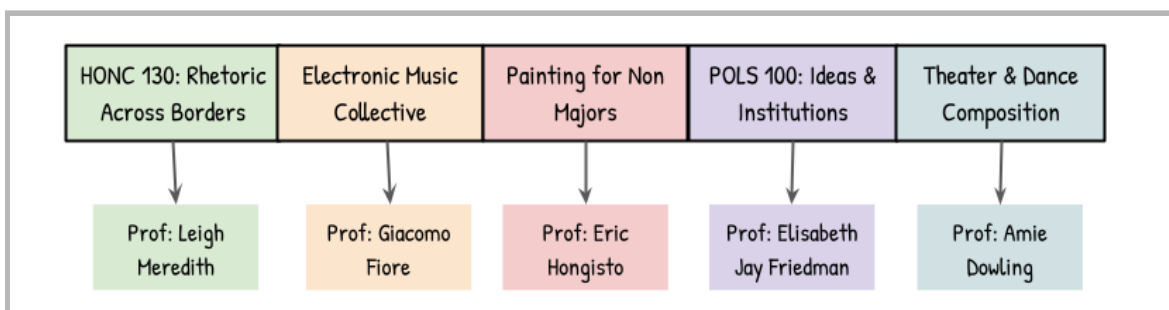 HONC 130: Rhetoric
Across Borders
Electronic Music
Collective
Painting for Non
Majors
POLS 100: Ideas &
Institutions
Theater & Dance
Composition
Prof: Leigh
Meredith
Prof: Giacomo
Fiore
Prof: Eric
Hongisto
Prof: Elisabeth
Jay Friedman
Prof: Amie
Dowling